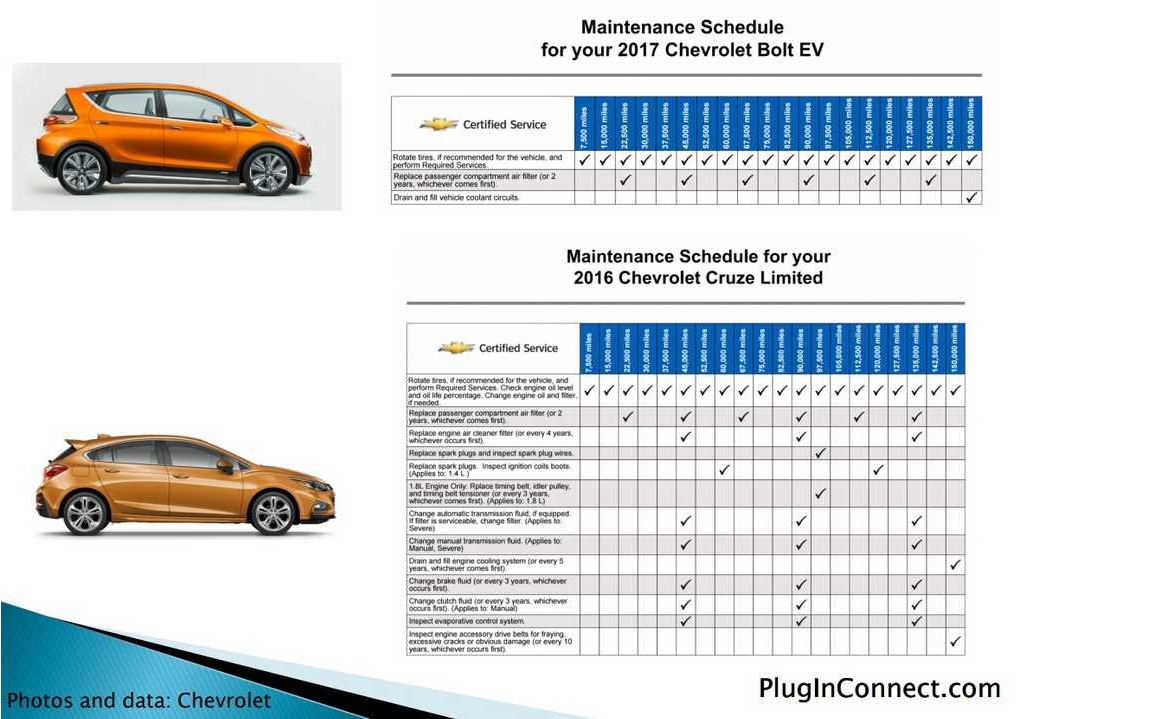 Maintenance Schedule
for your 2017 Chevrolet Bolt EV
Certified Service
7,500 miles
15,000 miles
22,500 miles
30,000 miles
37,500 miles
45,000 miles
52,500 miles
60,000 miles
67,500 miles
75,000 miles
82,500 miles
90,000 miles
97,500 miles
105,000 miles
112,500 miles
120,000 miles
127,500 miles
135,000 miles
142,500 miles
150,000 miles
Rotate tires, if recommended for the vehicle, and
perform Required Services.
Replace passenger compartment air filter (or 2
years, whichever comes first).
Drain and fill vehicle coolant circuits.
Maintenance Schedule for your
2016 Chevrolet Cruze Limited
Certified Service
7,500 miles
15,000 miles
22,500 miles
30,000 miles
37,500 miles
45,000 miles
52,500 miles
60,000 miles
67,500 miles
75,000 miles
82,500 miles
90,000 miles
97,500 miles
105,000 miles
112,500 miles
120,000 miles
127,500 miles
135,000 miles
142,500 miles
150,000 miles
Rotate tires, if recommended for the vehicle, and
perform Required Services. Check engine oil level
and oil life percentage. Change engine oil and filter,
if needed.
Replace passenger compartment air filter (or 2
years, whichever comes first).
Replace engine air cleaner filter (or every 4 years,
whichever occurs first).
Replace spark plugs and inspect spark plug wires.
Replace spark plugs. Inspect ignition coils boots.
(Applies to: 1.4 L )
1.8L Engine Only: Rplace timing belt, idler pulley,
and timing belt tensioner (or every 3 years,
whichever comes first). (Applies to: 1.8 L)
Change automatic transmission fluid, if equipped.
If filter is serviceable, change filter. (Applies to:
Severe)
Change manual transmission fluid. (Applies to:
Manual, Severe)
Drain and fill engine cooling system (or every 5
years, whichever comes first).
Change brake fluid (or every 3 years, whichever
occurs first).
Change clutch fluid (or every 3 years, whichever
occurs first). (Applies to: Manual)
Inspect evaporative control system.
Inspect engine accessory drive belts for fraying,
excessive cracks or obvious damage (or every 10
years, whichever occurs first).
Photos and data: Chevrolet
PlugInConnect.com